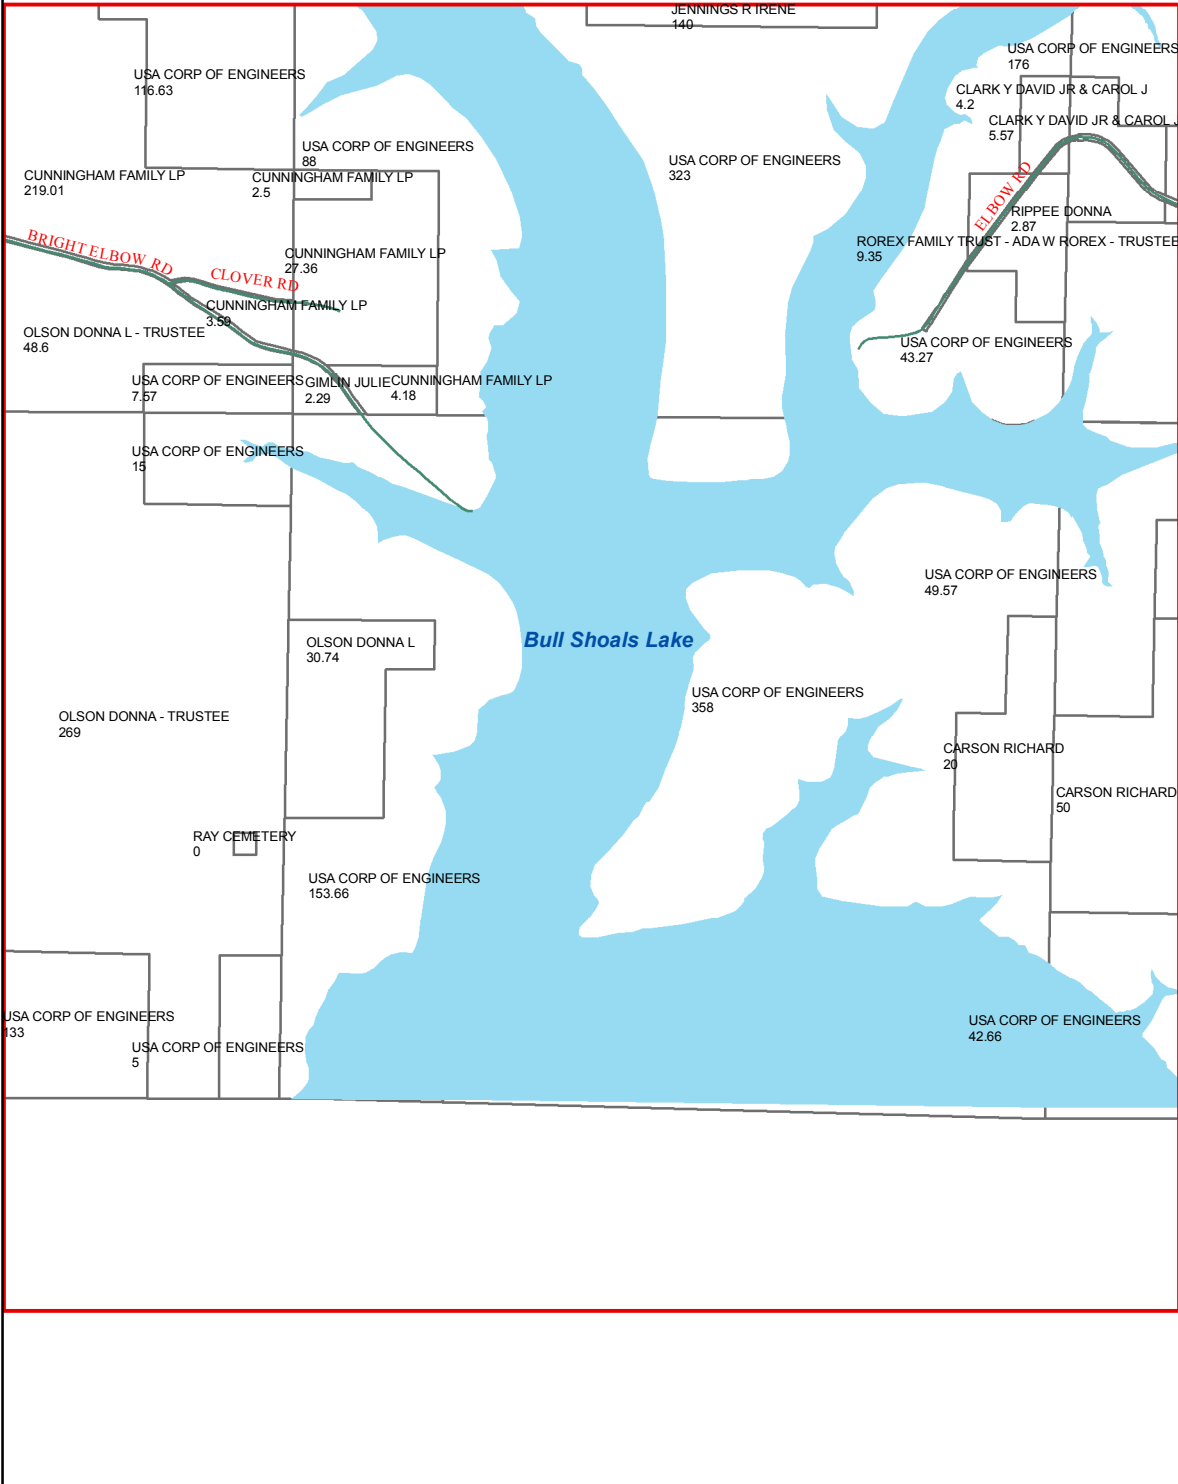 JENNINGS R IRENE
140
USA CORP OF ENGINEERS
176
USA CORP OF ENGINEERS
116.63
CLARK Y DAVID JR & CAROL J
4.2
CLARK Y DAVID JR & CAROL J
5.57
USA CORP OF ENGINEERS
88
USA CORP OF ENGINEERS
323
CUNNINGHAM FAMILY LP
219.01
CUNNINGHAM FAMILY LP
2.5
ELBOW RD
RIPPEE DONNA
2.87
BRIGHT ELBOW RD
CLOVER RD
CUNNINGHAM FAMILY LP
27.36
ROREX FAMILY TRUST - ADA W ROREX - TRUSTEE
9.35
CUNNINGHAM FAMILY LP
3.59
OLSON DONNA L - TRUSTEE
48.6
USA CORP OF ENGINEERS
43.27
USA CORP OF ENGINEERS
7.57
GIMLIN JULIE
2.29
CUNNINGHAM FAMILY LP
4.18
USA CORP OF ENGINEERS
15
USA CORP OF ENGINEERS
49.57
OLSON DONNA L
30.74
Bull Shoals Lake
USA CORP OF ENGINEERS
358
OLSON DONNA - TRUSTEE
269
CARSON RICHARD
20
CARSON RICHARD
50
RAY CEMETERY
0
USA CORP OF ENGINEERS
153.66
USA CORP OF ENGINEERS
133
USA CORP OF ENGINEERS
5
USA CORP OF ENGINEERS
42.66